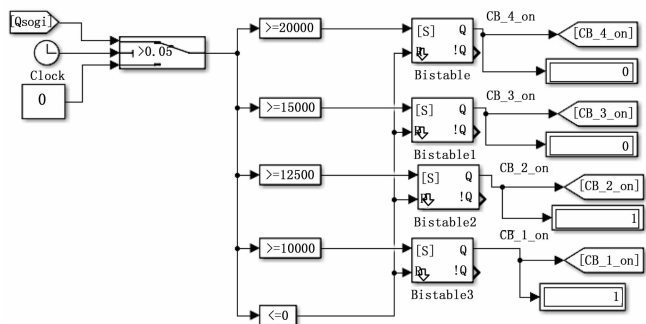 [Qsogi]
>0.05
Clock
0
>=20000
[S] Q
R !Q
Bistable
CB_4_on
[CB_4_on]
0
>=15000
[S] Q
R !Q
Bistable1
CB_3_on
[CB_3_on]
0
>=12500
[S] Q
R !Q
Bistable2
CB_2_on
[CB_2_on]
1
>=10000
[S] Q
R !Q
Bistable3
CB_1_on
[CB_1_on]
1
<=0